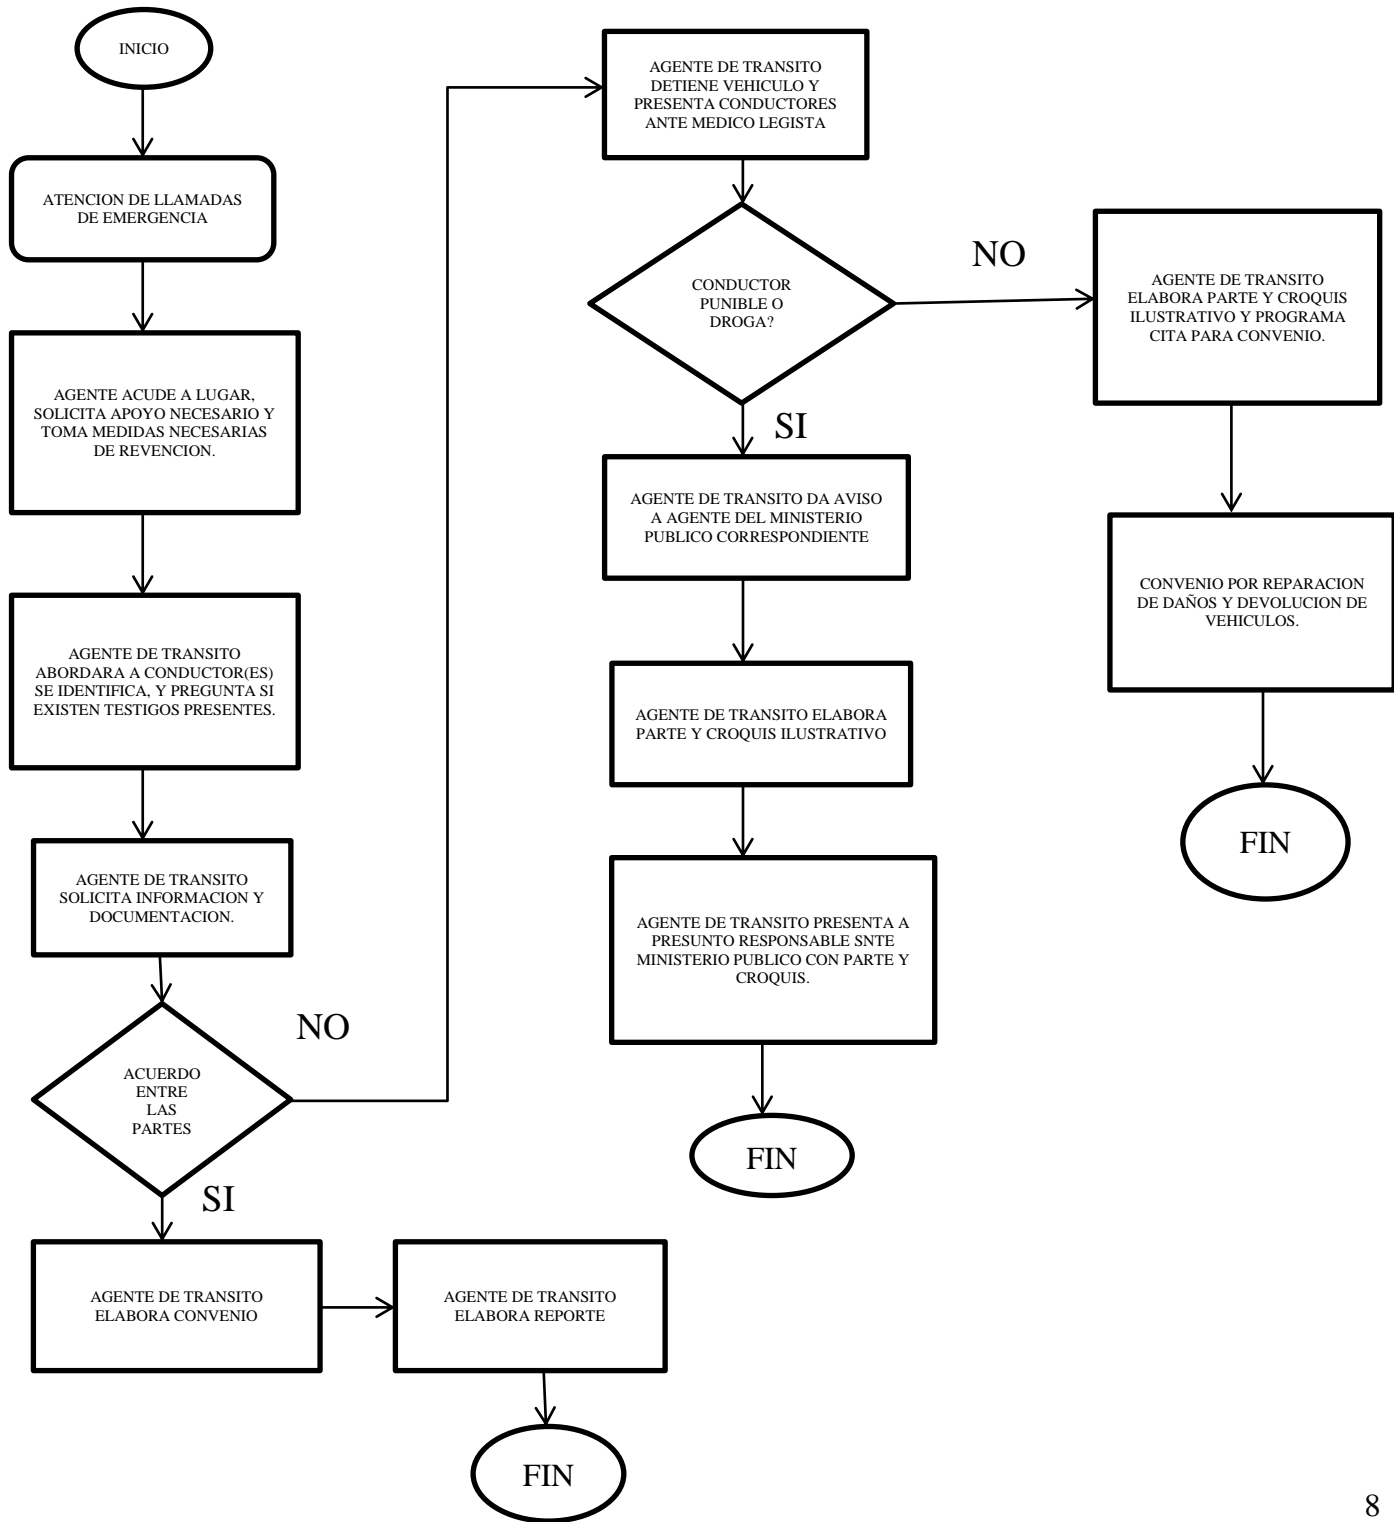 INICIO
ATENCION DE LLAMADAS
DE EMERGENCIA
AGENTE ACUDE A LUGAR,
SOLICITA APOYO NECESARIO Y
TOMA MEDIDAS NECESARIAS
DE REVENCION.
AGENTE DE TRANSITO
ABORDARA A CONDUCTOR(ES)
SE IDENTIFICA, Y PREGUNTA SI
EXISTEN TESTIGOS PRESENTES.
AGENTE DE TRANSITO
SOLICITA INFORMACION Y
DOCUMENTACION.
ACUERDO
ENTRE
LAS
PARTES
NO
SI
AGENTE DE TRANSITO
ELABORA CONVENIO
AGENTE DE TRANSITO
ELABORA REPORTE
FIN
AGENTE DE TRANSITO
DETIENE VEHICULO Y
PRESENTA CONDUCTORES
ANTE MEDICO LEGISTA
CONDUCTOR
PUNIBLE O
DROGA?
NO
SI
AGENTE DE TRANSITO DA AVISO
A AGENTE DEL MINISTERIO
PUBLICO CORRESPONDIENTE
AGENTE DE TRANSITO ELABORA
PARTE Y CROQUIS ILUSTRATIVO
AGENTE DE TRANSITO PRESENTA A
PRESUNTO RESPONSABLE SNTE
MINISTERIO PUBLICO CON PARTE Y
CROQUIS.
FIN
AGENTE DE TRANSITO
ELABORA PARTE Y CROQUIS
ILUSTRATIVO Y PROGRAMA
CITA PARA CONVENIO.
CONVENIO POR REPARACION
DE DAÑOS Y DEVOLUCION DE
VEHICULOS.
FIN
8